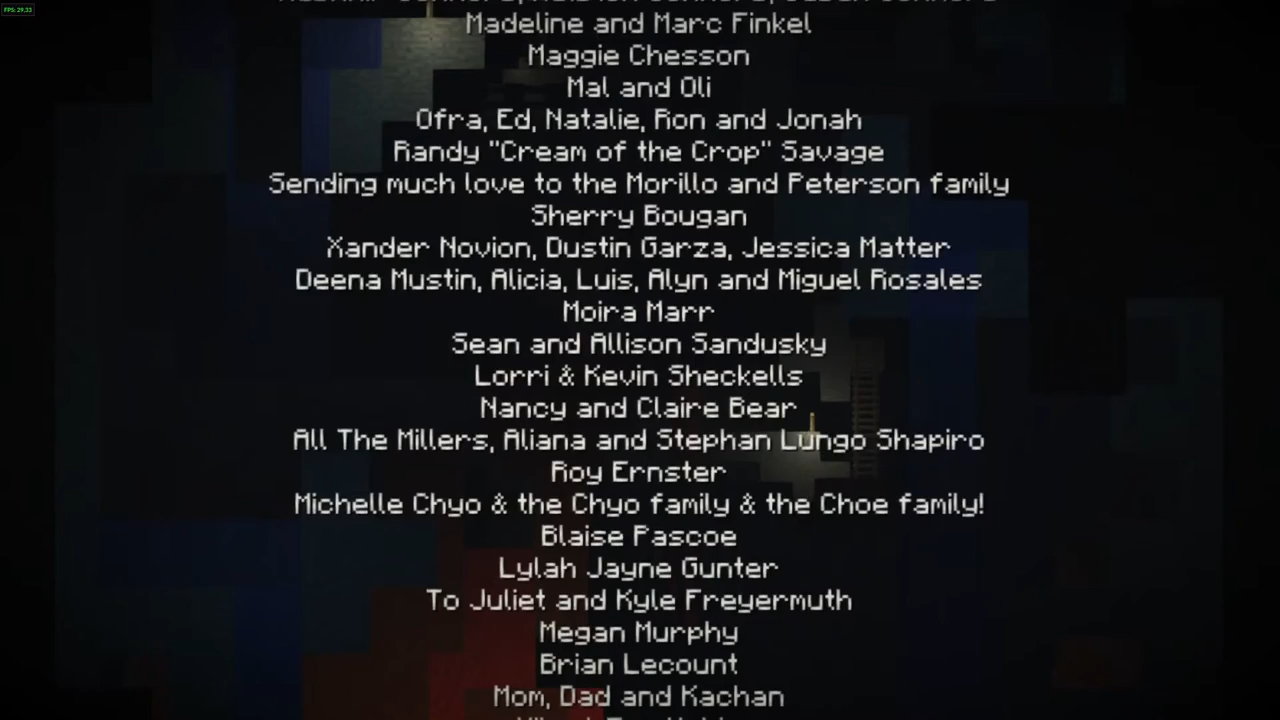 FPS: 29.33
Madeline and Marc Finkel
Maggie Chesson
Mal and Oli
Ofra, Ed, Natalie, Ron and Jonah
Randy "Cream of the Crop" Savage
Sending much love to the Morillo and Peterson family
Sherry Bougan
Xander Novion, Dustin Garza, Jessica Matter
Deena Mustin, Alicia, Luis, Alyn and Miguel Rosales
Moira Marr
Sean and Allison Sandusky
Lorri & Kevin Sheckells
Nancy and Claire Bear
All The Millers, Aliana and Stephan Lungo Shapiro
Roy Ernster
Michelle Chyo & the Chyo family & the Choe family!
Blaise Pascoe
Lylah Jayne Gunter
To Juliet and Kyle Freyermuth
Megan Murphy
Brian Lecount
Mom, Dad and Kachan